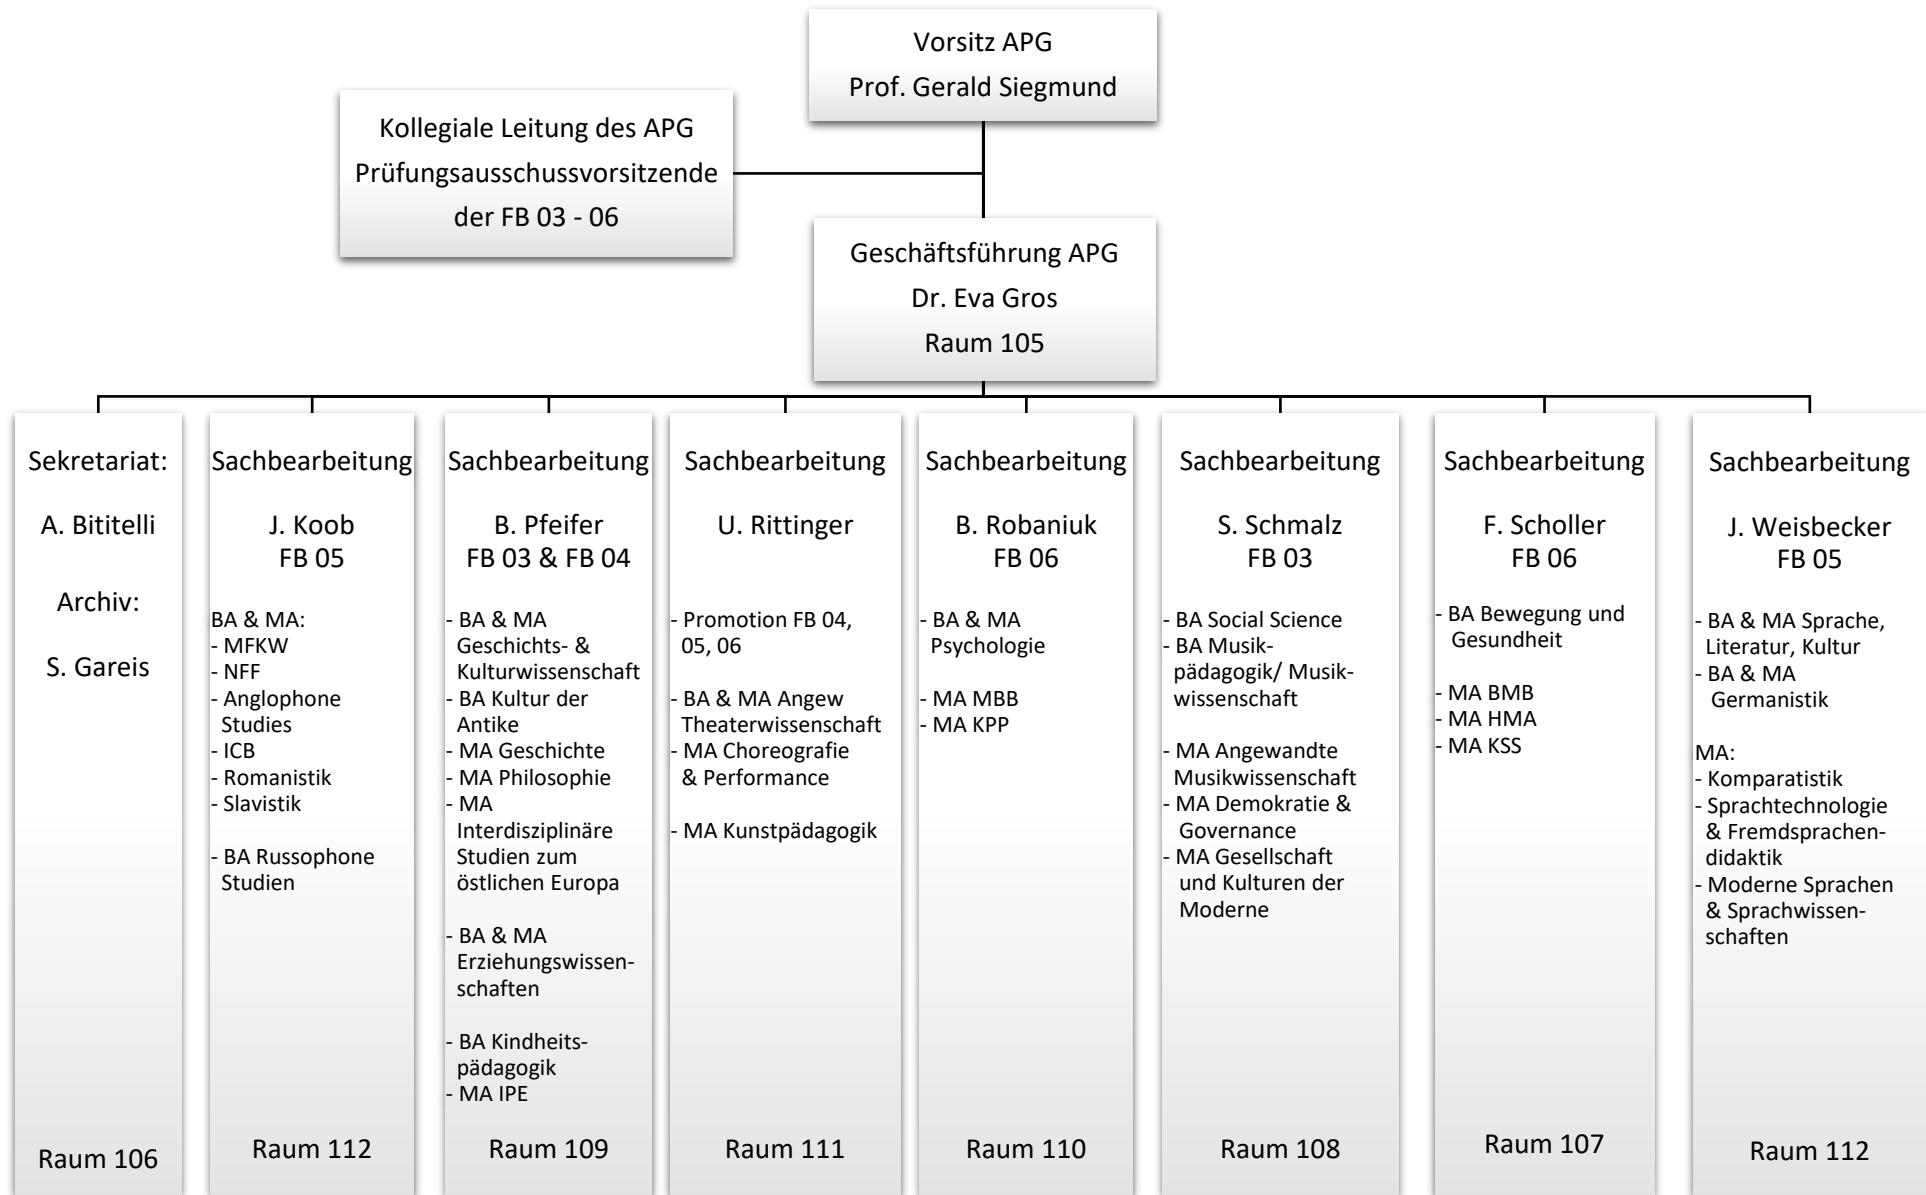 Vorsitz APG
Prof. Gerald Siegmund
Kollegiale Leitung des APG
Prüfungsausschussvorsitzende
der FB 03 - 06
Geschäftsführung APG
Dr. Eva Gros
Raum 105
Sekretariat:
A. Bititelli
Archiv:
S. Gareis
Raum 106
Sachbearbeitung
J. Koob
FB 05
BA & MA:
- MFKW
- NFF
- Anglophone
Studies
- ICB
- Romanistik
- Slavistik
- BA Russophone
Studien
Raum 112
Sachbearbeitung
B. Pfeifer
FB 03 & FB 04
- BA & MA
Geschichts- &
Kulturwissenschaft
- BA Kultur der
Antike
- MA Geschichte
- MA Philosophie
- MA
Interdisziplinäre
Studien zum
östlichen Europa
- BA & MA
Erziehungswissen-
schaften
- BA Kindheits-
pädagogik
- MA IPE
Raum 109
Sachbearbeitung
U. Rittinger
- Promotion FB 04,
05, 06
- BA & MA Angew
Theaterwissenschaft
- MA Choreografie
& Performance
- MA Kunstpädagogik
Raum 111
Sachbearbeitung
B. Robaniuk
FB 06
- BA & MA
Psychologie
- MA MBB
- MA KPP
Raum 110
Sachbearbeitung
S. Schmalz
FB 03
- BA Social Science
- BA Musik-
pädagogik/ Musik-
wissenschaft
- MA Angewandte
Musikwissenschaft
- MA Demokratie &
Governance
- MA Gesellschaft
und Kulturen der
Moderne
Raum 108
Sachbearbeitung
F. Scholler
FB 06
- BA Bewegung und
Gesundheit
- MA BMB
- MA HMA
- MA KSS
Raum 107
Sachbearbeitung
J. Weisbecker
FB 05
- BA & MA Sprache,
Literatur, Kultur
- BA & MA
Germanistik
MA:
- Komparatistik
- Sprachtechnologie
& Fremdsprachen-
didaktik
- Moderne Sprachen
& Sprachwissen-
schaften
Raum 112